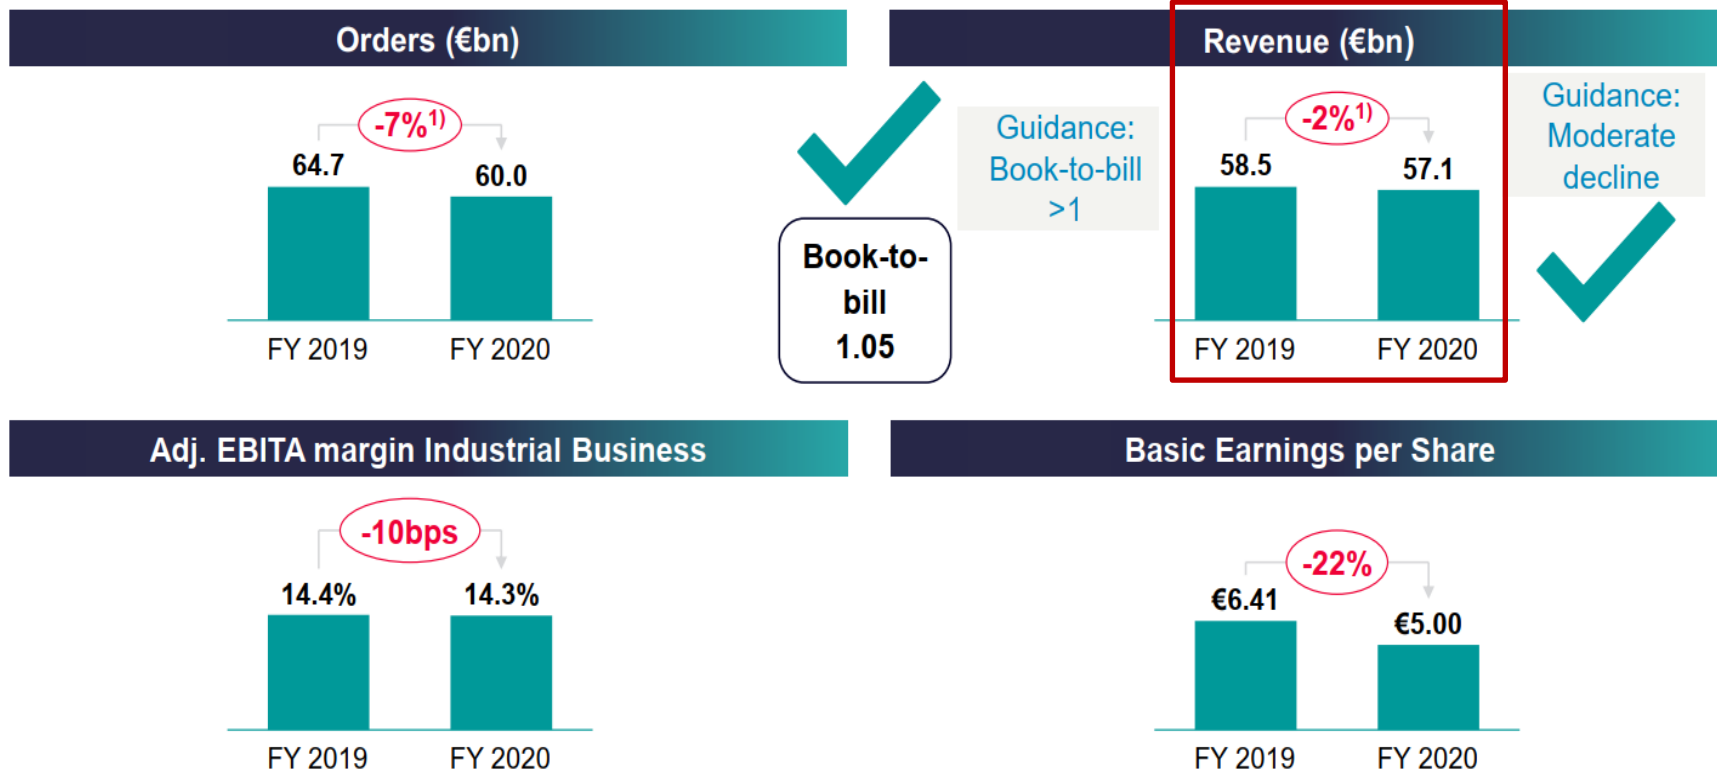 Orders (€bn)
-7%1)
64.7
60.0
FY 2019
FY 2020
Book-to-
bill
1.05
Guidance:
Book-to-bill
>1
Revenue (€bn)
-2%1)
58.5
57.1
FY 2019
FY 2020
Guidance:
Moderate
decline
Adj. EBITA margin Industrial Business
-10bps
14.4%
14.3%
FY 2019
FY 2020
Basic Earnings per Share
-22%
€6.41
€5.00
FY 2019
FY 2020